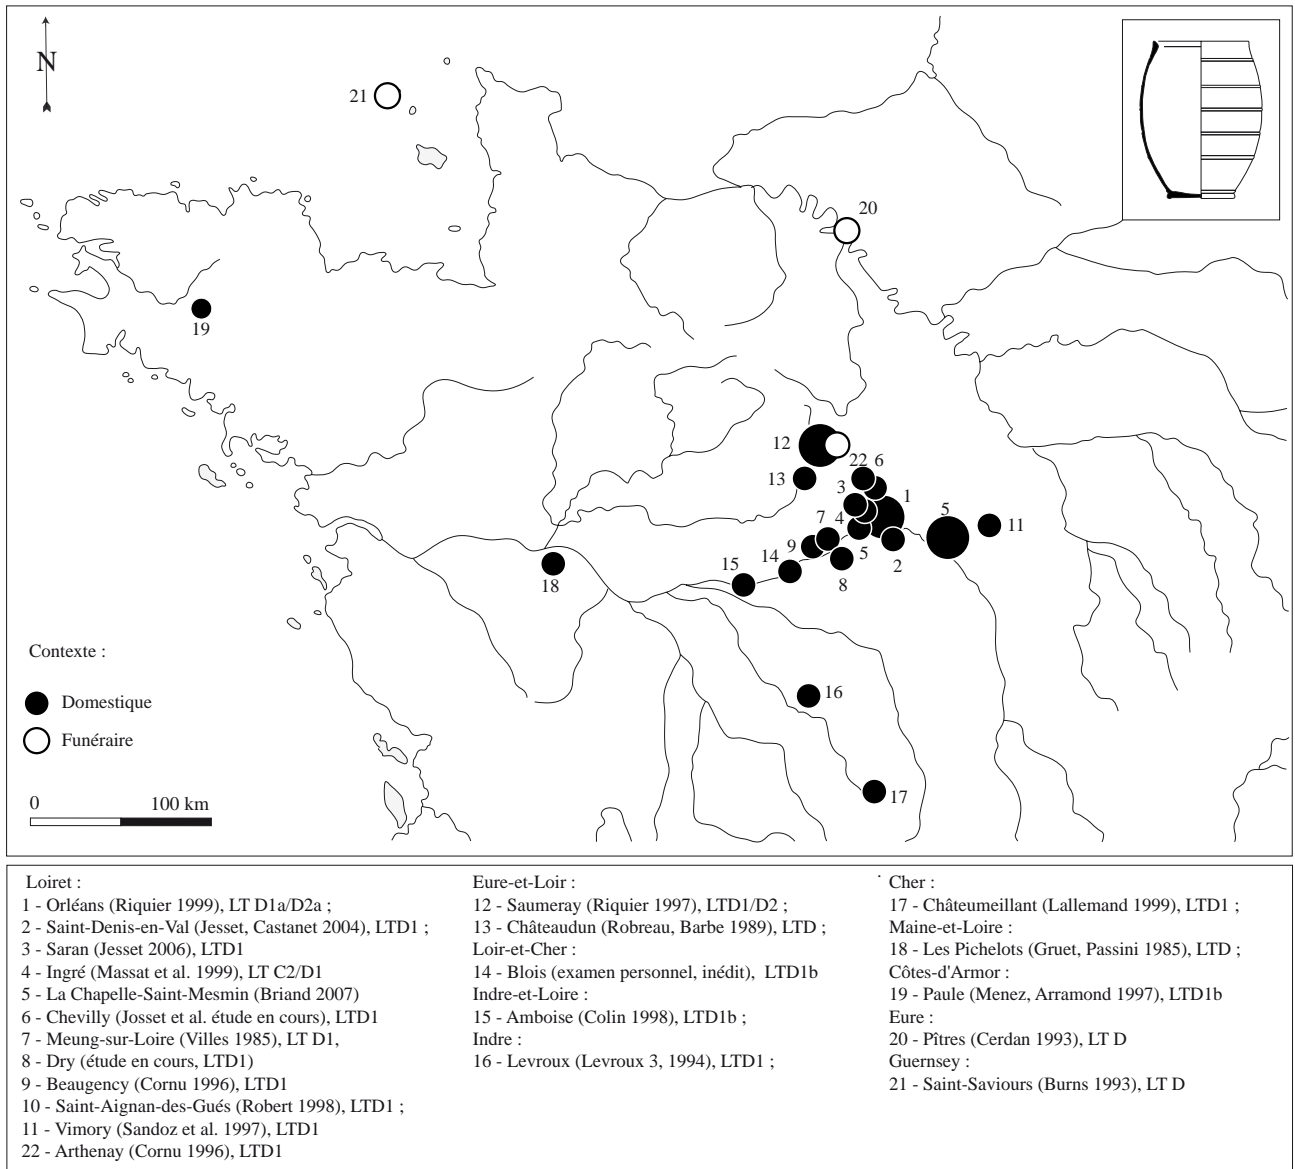 N
21
20
19
12
22
6
13
3
1
5
11
7
4
9
5
2
14
8
15
18
16
17
Contexte :
Domestique
Funéraire
0 100 km
Loiret :
1 - Orléans (Riquier 1999), LT D1a/D2a ;
2 - Saint-Denis-en-Val (Jesset, Castanet 2004), LTD1 ;
3 - Saran (Jesset 2006), LTD1
4 - Ingré (Massat et al. 1999), LT C2/D1
5 - La Chapelle-Saint-Mesmin (Briand 2007)
6 - Chevilly (Josset et al. étude en cours), LTD1
7 - Meung-sur-Loire (Villes 1985), LT D1,
8 - Dry (étude en cours, LTD1)
9 - Beaugency (Cornu 1996), LTD1
10 - Saint-Aignan-des-Gués (Robert 1998), LTD1 ;
11 - Vimory (Sandoz et al. 1997), LTD1
22 - Arthenay (Cornu 1996), LTD1
Eure-et-Loir :
12 - Saumeray (Riquier 1997), LTD1/D2 ;
13 - Châteaudun (Robreau, Barbe 1989), LTD ;
Loir-et-Cher :
14 - Blois (examen personnel, inédit), LTD1b
Indre-et-Loire :
15 - Amboise (Colin 1998), LTD1b ;
Indre :
16 - Levroux (Levroux 3, 1994), LTD1 ;
Cher :
17 - Châteumeillant (Lallemand 1999), LTD1 ;
Maine-et-Loire :
18 - Les Pichelots (Gruet, Passini 1985), LTD ;
Côtes-d'Armor :
19 - Paule (Menez, Arramond 1997), LTD1b
Eure :
20 - Pîtres (Cerdan 1993), LT D
Guernsey :
21 - Saint-Saviours (Burns 1993), LT D